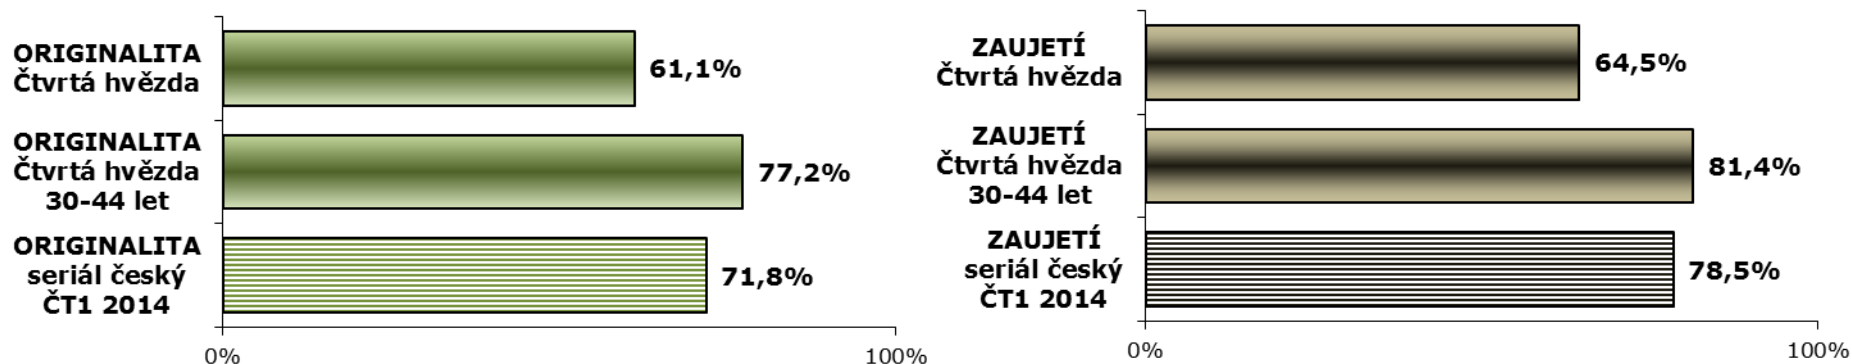 ORIGINALITA
Čtvrtá hvězda
61,1%
ORIGINALITA
Čtvrtá hvězda
30-44 let
77,2%
ORIGINALITA
seriál český
ČT1 2014
71,8%
0%
100%
ZAUJETÍ
Čtvrtá hvězda
64,5%
ZAUJETÍ
Čtvrtá hvězda
30-44 let
81,4%
ZAUJETÍ
seriál český
ČT1 2014
78,5%
0%
100%